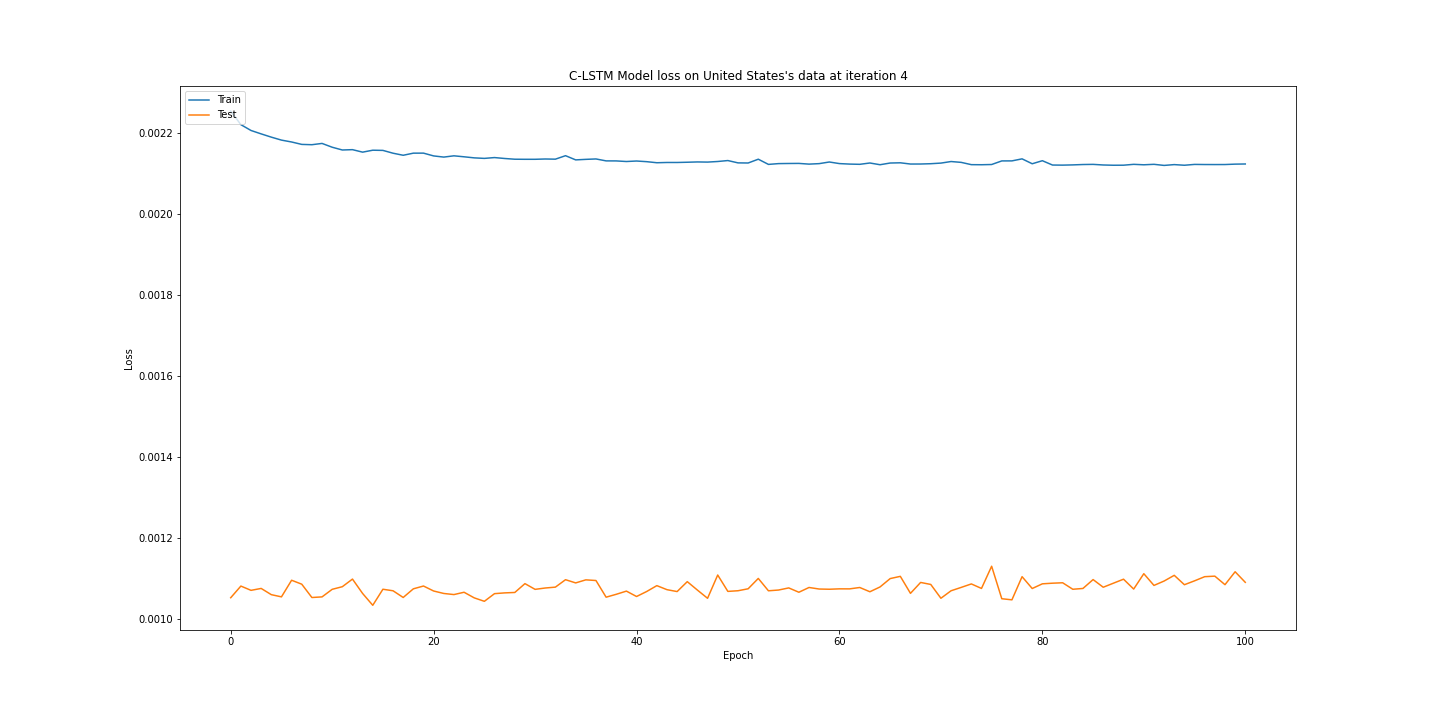 C-LSTM Model loss on United States's data at iteration 4
Train
Test
0.0022
0.0020
0.0018
0.0016
0.0014
0.0012
0.0010
Loss
0 20 40 60 80 100
Epoch